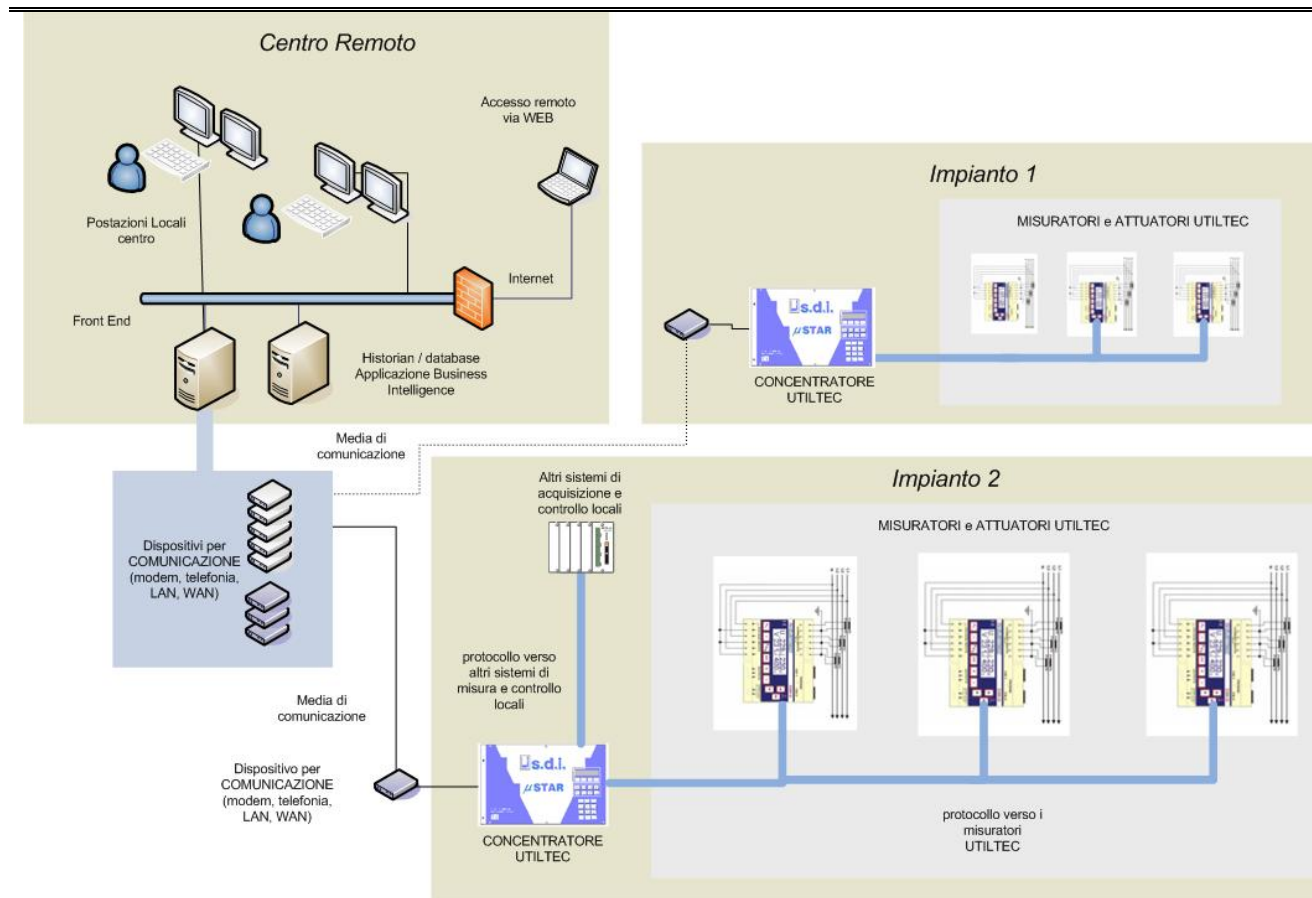 Centro Remoto
Accesso remoto
via WEB
Postazioni Locali
centro
Internet
Front End
Historian / database
Applicazione Business
Intelligence
Impianto 1
MISURATORI e ATTUATORI UTILTEC
s.d.i.
µSTAR
CONCENTRATORE
UTILTEC
Media di
comunicazione
Dispositivi per
COMUNICAZIONE
(modem, telefonia,
LAN, WAN)
Impianto 2
Altri sistemi di
acquisizione e
controllo locali
MISURATORI e ATTUATORI UTILTEC
protocollo verso
altri sistemi di
misura e controllo
locali
Media di
comunicazione
Dispositivo per
COMUNICAZIONE
(modem, telefonia,
LAN, WAN)
s.d.i.
µSTAR
CONCENTRATORE
UTILTEC
protocollo verso i
misuratori
UTILTEC